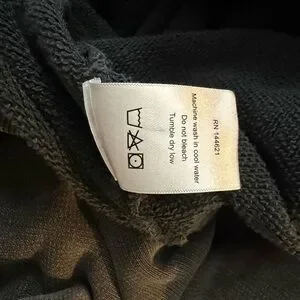 RN 144621
Machine wash in cool water
Do not bleach
Tumble dry low